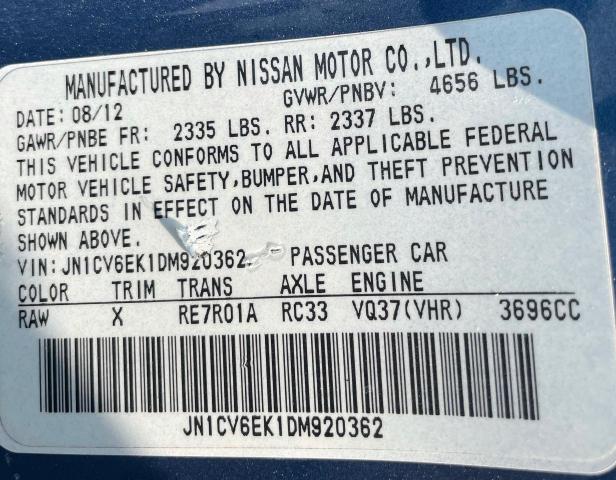 MANUFACTURED BY NISSAN MOTOR CO.,LTD.
DATE: 08/12 GVWR/PNBV: 4656 LBS.
GAWR/PNBE FR: 2335 LBS. RR: 2337 LBS.
THIS VEHICLE CONFORMS TO ALL APPLICABLE FEDERAL
MOTOR VEHICLE SAFETY,BUMPER,AND THEFT PREVENTION
STANDARDS IN EFFECT ON THE DATE OF MANUFACTURE
SHOWN ABOVE.
VIN:JN1CV6EK1DM920362 PASSENGER CAR
COLOR TRIM TRANS AXLE ENGINE
RAW X RE7R01A RC33 VQ37(VHR) 3696CC
JN1CV6EK1DM920362